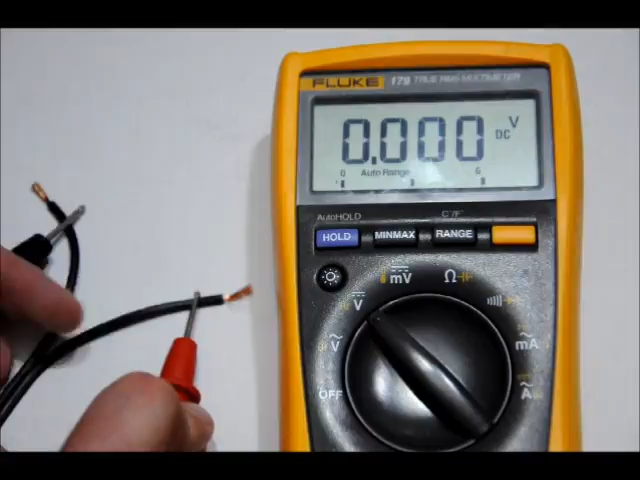 FLUKE 179 TRUE RMS MULTIMETER
0.000 DC V
0 Auto Range 6
AutoHOLD C°/F°
HOLD MINMAX RANGE
mV Ω
V
V mA
OFF A